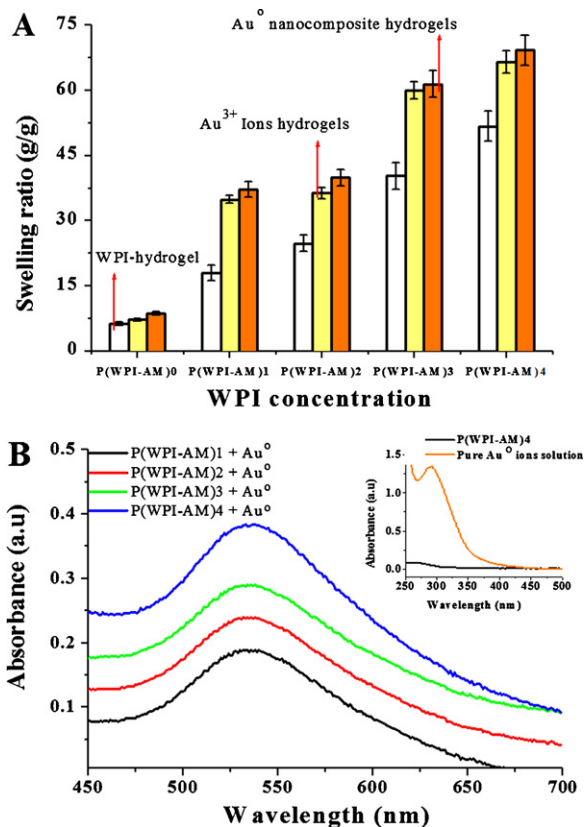 A
Swelling ratio (g/g)
75
60
45
30
15
0
Au° nanocomposite hydrogels
Au3+ Ions hydrogels
WPI-hydrogel
P(WPI-AM)0 P(WPI-AM)1 P(WPI-AM)2 P(WPI-AM)3 P(WPI-AM)4
WPI concentration
B
Absorbance (a.u)
0.5
0.4
0.3
0.2
0.1
P(WPI-AM)1 + Au°
P(WPI-AM)2 + Au°
P(WPI-AM)3 + Au°
P(WPI-AM)4 + Au°
P(WPI-AM)4
Pure Au° ions solution
Absorbance (a.u)
1.5
1.0
0.5
0.0
250 300 350 400 450 500
Wavelength (nm)
450 500 550 600 650 700
Wavelength (nm)